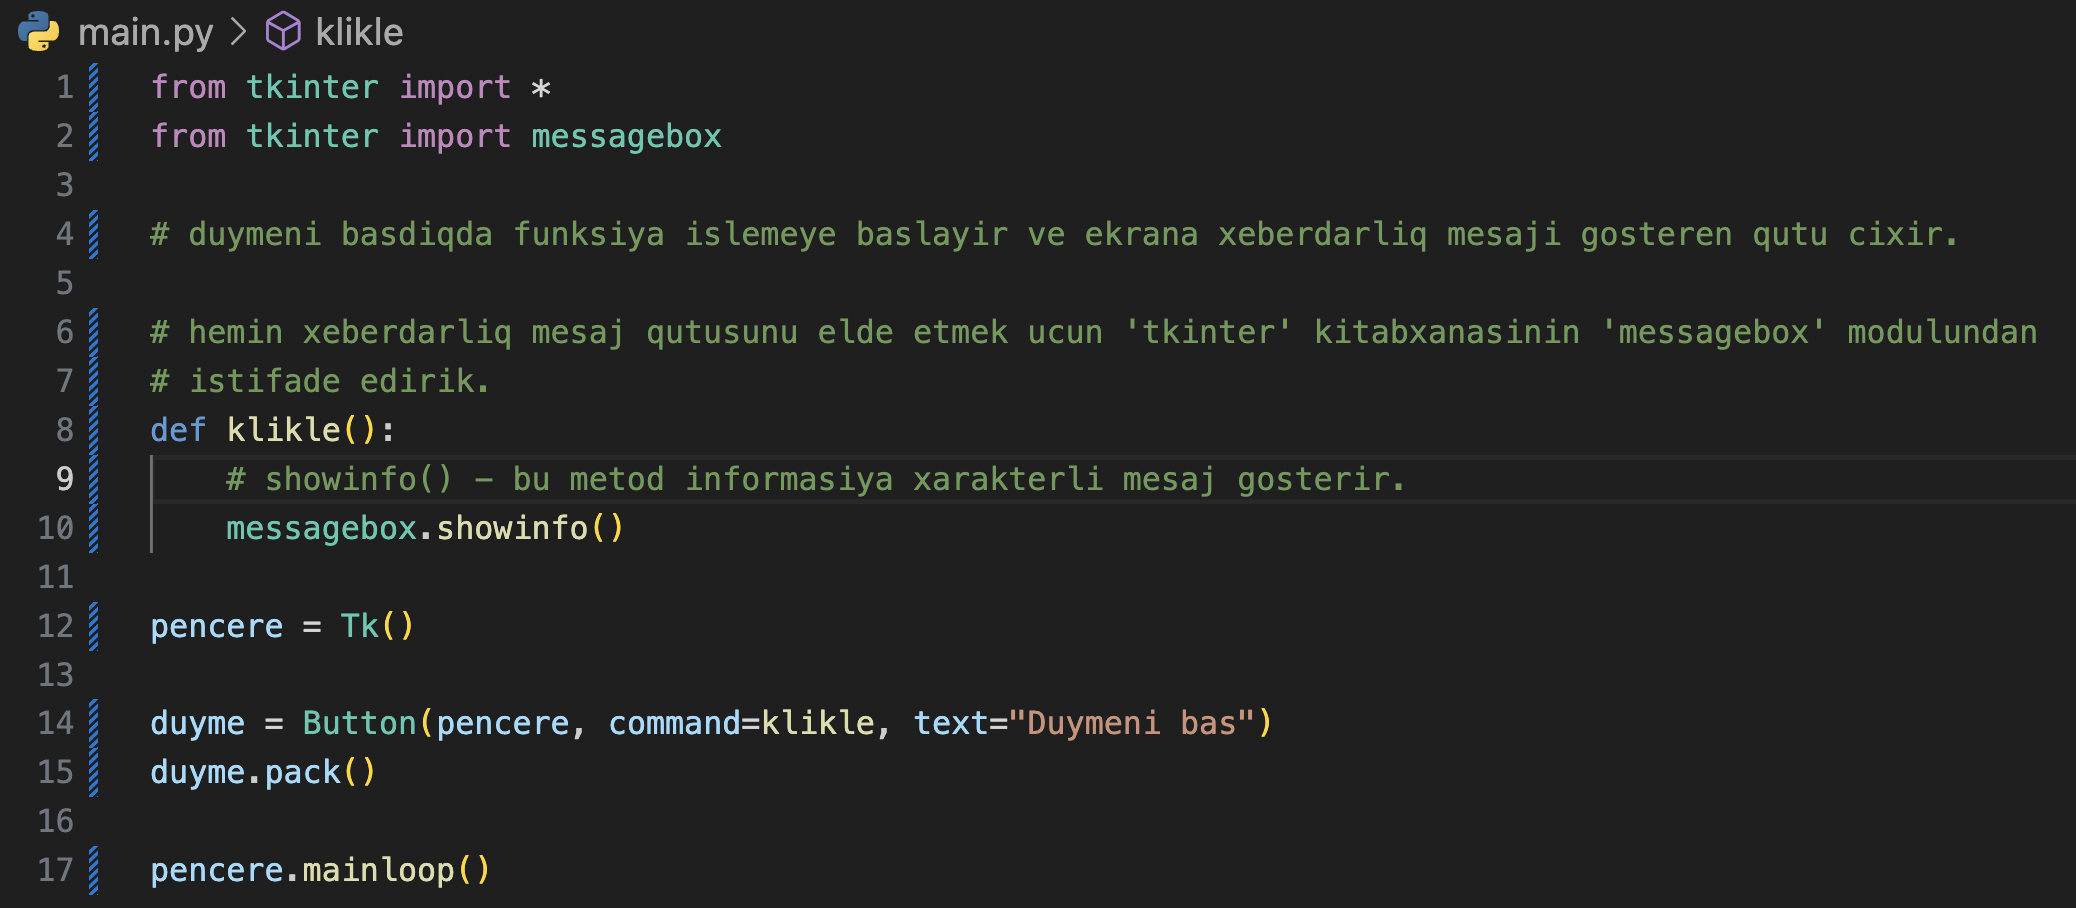 main.py > klikle
1 from tkinter import *
2 from tkinter import messagebox
3
4 # duymeni basdiqda funksiya islemeye baslayir ve ekrana xeberdarliq mesaji gosteren qutu cixir.
5
6 # hemin xeberdarliq mesaj qutusunu elde etmek ucun 'tkinter' kitabxanasinin 'messagebox' modulundan
7 # istifade edirik.
8 def klikle():
9     # showinfo() - bu metod informasiya xarakterli mesaj gosterir.
10     messagebox.showinfo()
11
12 pencere = Tk()
13
14 duyme = Button(pencere, command=klikle, text="Duymeni bas")
15 duyme.pack()
16
17 pencere.mainloop()